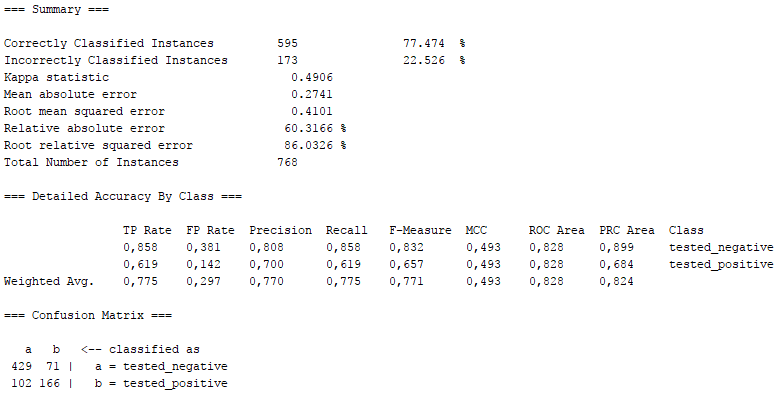 === Summary ===
Correctly Classified Instances 595 77.474 %
Incorrectly Classified Instances 173 22.526 %
Kappa statistic 0.4906
Mean absolute error 0.2741
Root mean squared error 0.4101
Relative absolute error 60.3166 %
Root relative squared error 86.0326 %
Total Number of Instances 768
=== Detailed Accuracy By Class ===
TP Rate FP Rate Precision Recall F-Measure MCC ROC Area PRC Area Class
0,858 0,381 0,808 0,858 0,832 0,493 0,828 0,899 tested_negative
0,619 0,142 0,700 0,619 0,657 0,493 0,828 0,684 tested_positive
Weighted Avg. 0,775 0,297 0,770 0,775 0,771 0,493 0,828 0,824
=== Confusion Matrix ===
a b <-- classified as
429 71 | a = tested_negative
102 166 | b = tested_positive